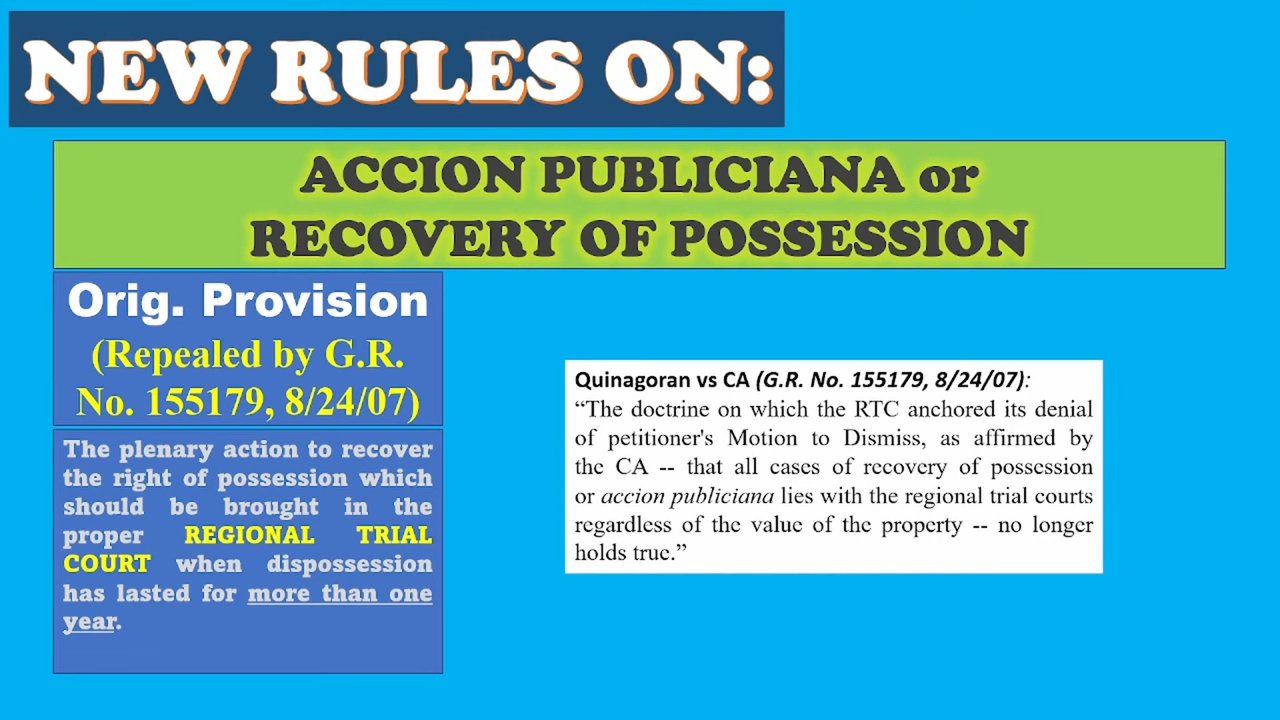 NEW RULES ON:
ACCION PUBLICIANA or
RECOVERY OF POSSESSION
Orig. Provision
(Repealed by G.R.
No. 155179, 8/24/07)
The plenary action to recover
the right of possession which
should be brought in the
proper REGIONAL TRIAL
COURT when dispossession
has lasted for more than one
year.
Quinagoran vs CA (G.R. No. 155179, 8/24/07):
“The doctrine on which the RTC anchored its denial
of petitioner's Motion to Dismiss, as affirmed by
the CA -- that all cases of recovery of possession
or accion publiciana lies with the regional trial courts
regardless of the value of the property -- no longer
holds true.”